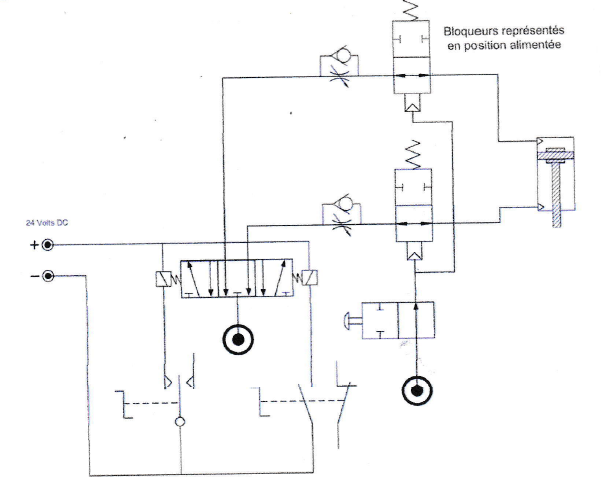 Bloqueurs représentés
en position alimentée
24 Volts DC
+
−